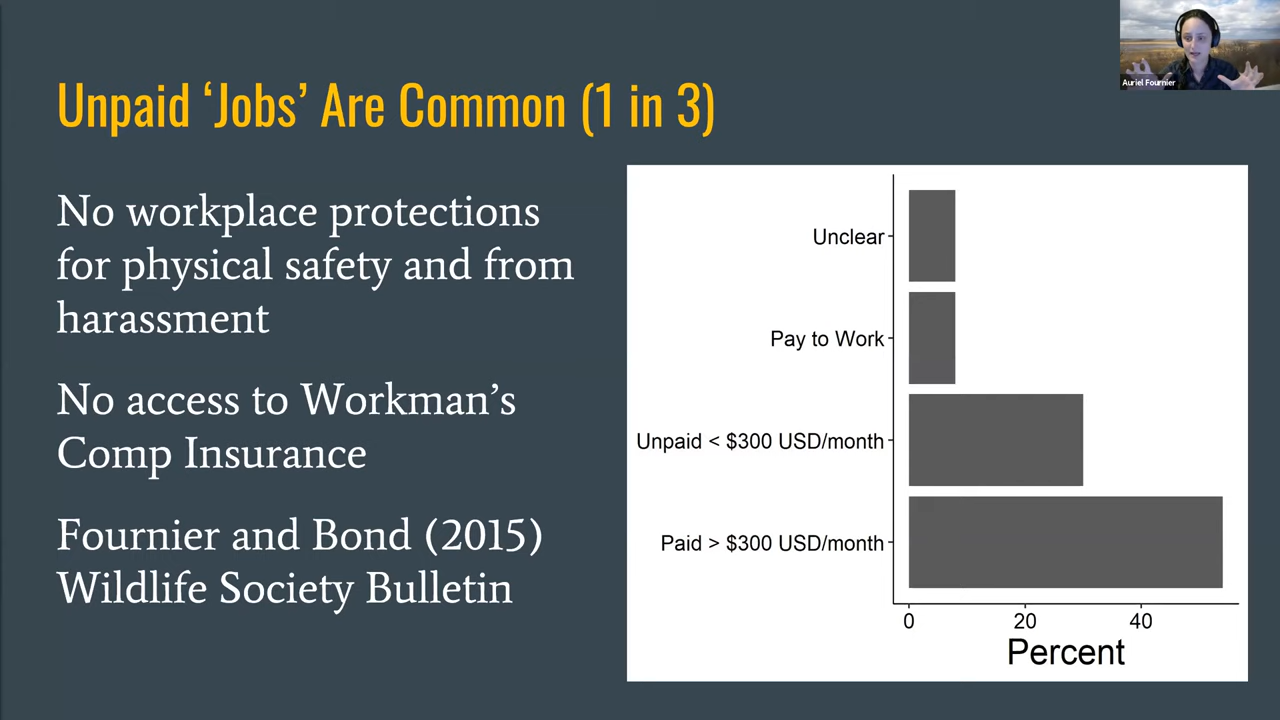 Auriel Fournier
Unpaid ‘Jobs’ Are Common (1 in 3)
No workplace protections
for physical safety and from
harassment
No access to Workman’s
Comp Insurance
Fournier and Bond (2015)
Wildlife Society Bulletin
Unclear
Pay to Work
Unpaid < $300 USD/month
Paid > $300 USD/month
0 20 40
Percent